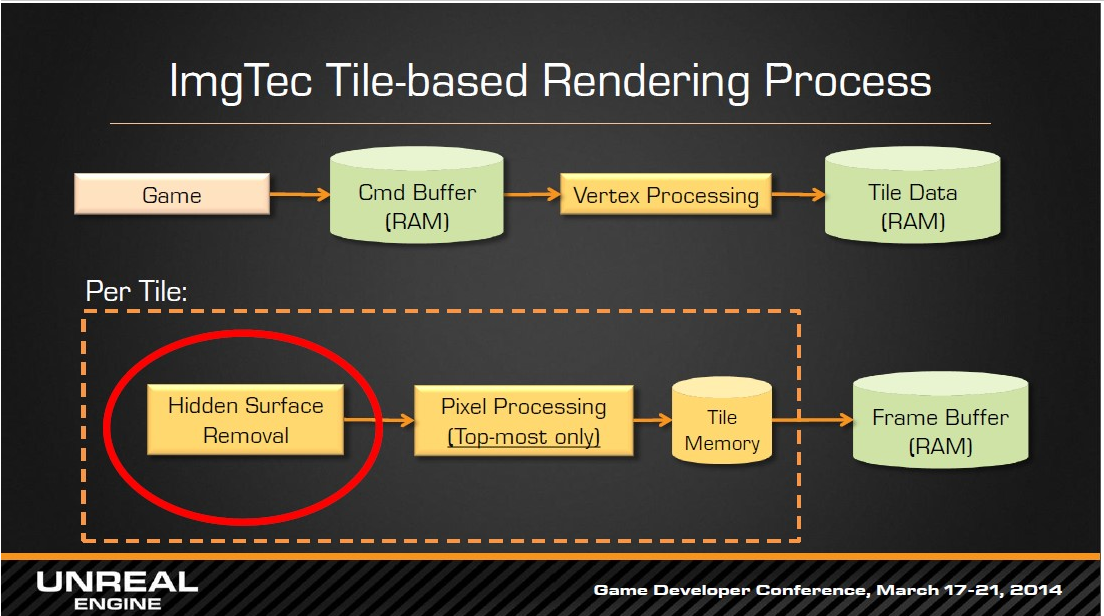 ImgTec Tile-based Rendering Process
Game
Cmd Buffer
(RAM)
Vertex Processing
Tile Data
(RAM)
Per Tile:
Hidden Surface
Removal
Pixel Processing
(Top-most only)
Tile
Memory
Frame Buffer
(RAM)
UNREAL
ENGINE
Game Developer Conference, March 17-21, 2014